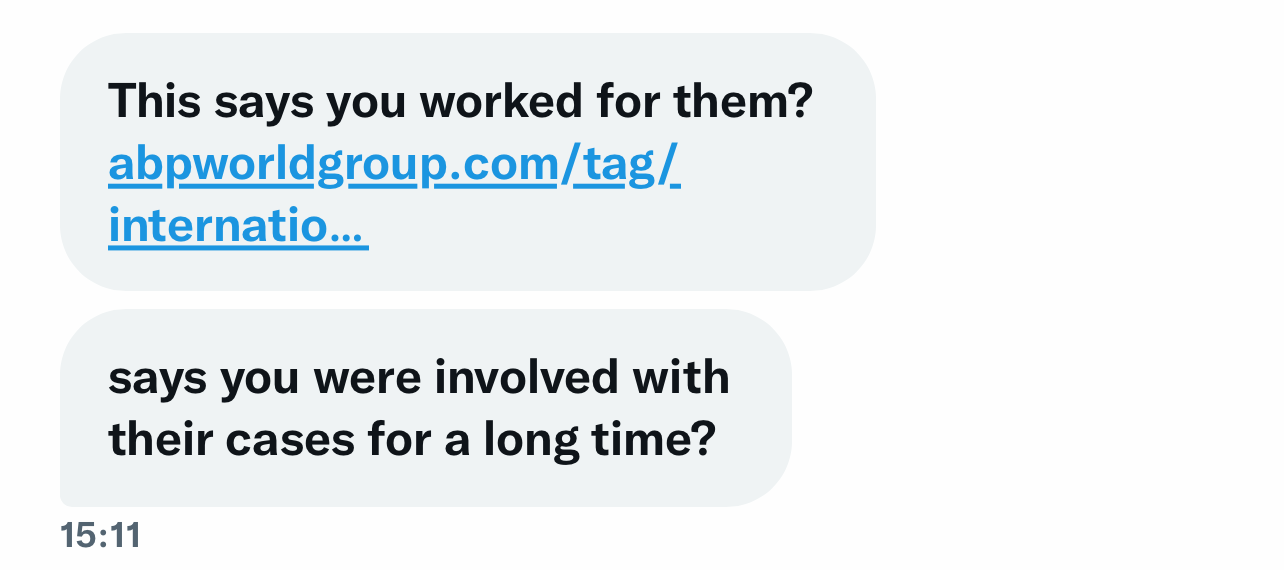 This says you worked for them?
abpworldgroup.com/tag/
internatio...
says you were involved with
their cases for a long time?
15:11